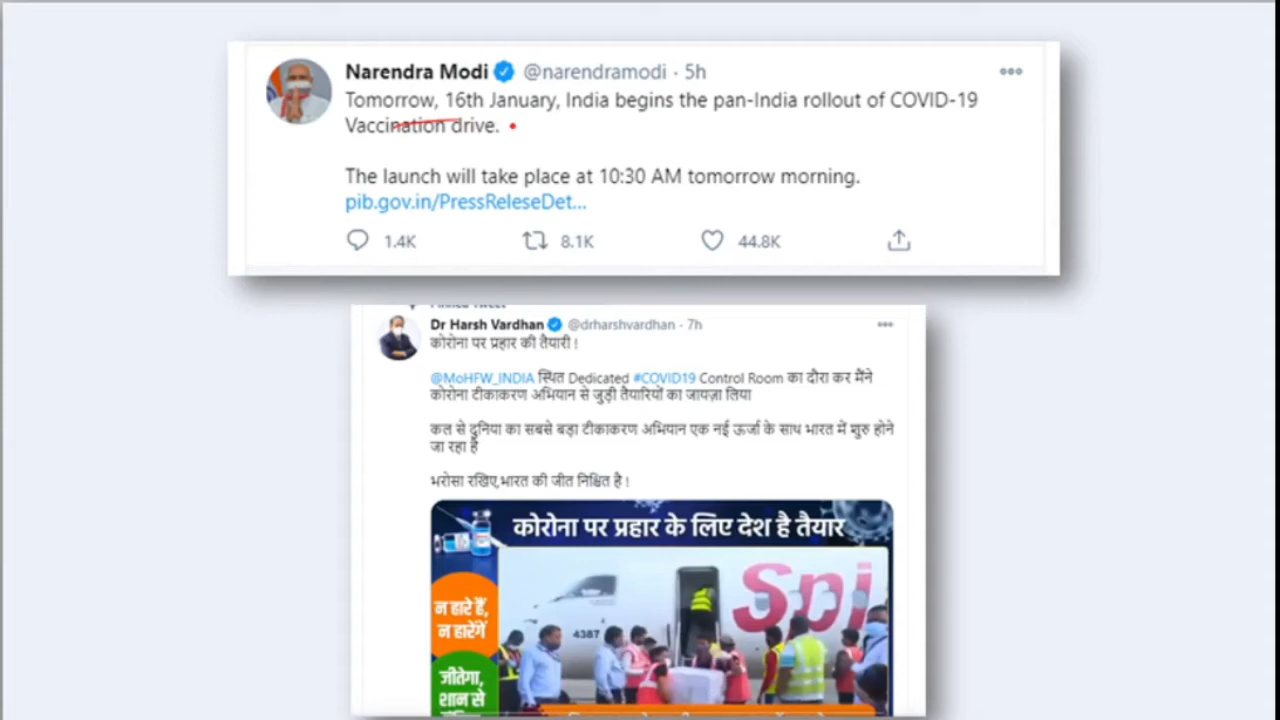 Narendra Modi @narendramodi · 5h
Tomorrow, 16th January, India begins the pan-India rollout of COVID-19
Vaccination drive.
The launch will take place at 10:30 AM tomorrow morning.
pib.gov.in/PressReleseDet...
1.4K 8.1K 44.8K
Pinned Tweet
Dr Harsh Vardhan @drharshvardhan · 7h
कोरोना पर प्रहार की तैयारी !
@MoHFW_INDIA स्थित Dedicated #COVID19 Control Room का दौरा कर मैंने
कोरोना टीकाकरण अभियान से जुड़ी तैयारियों का जायज़ा लिया
कल से दुनिया का सबसे बड़ा टीकाकरण अभियान एक नई ऊर्जा के साथ भारत में शुरु होने
जा रहा है
भरोसा रखिए,भारत की जीत निश्चित है !
कोरोना पर प्रहार के लिए देश है तैयार
Spi
4387
न हारे हैं,
न हारेंगें
जीतेगा,
शान से